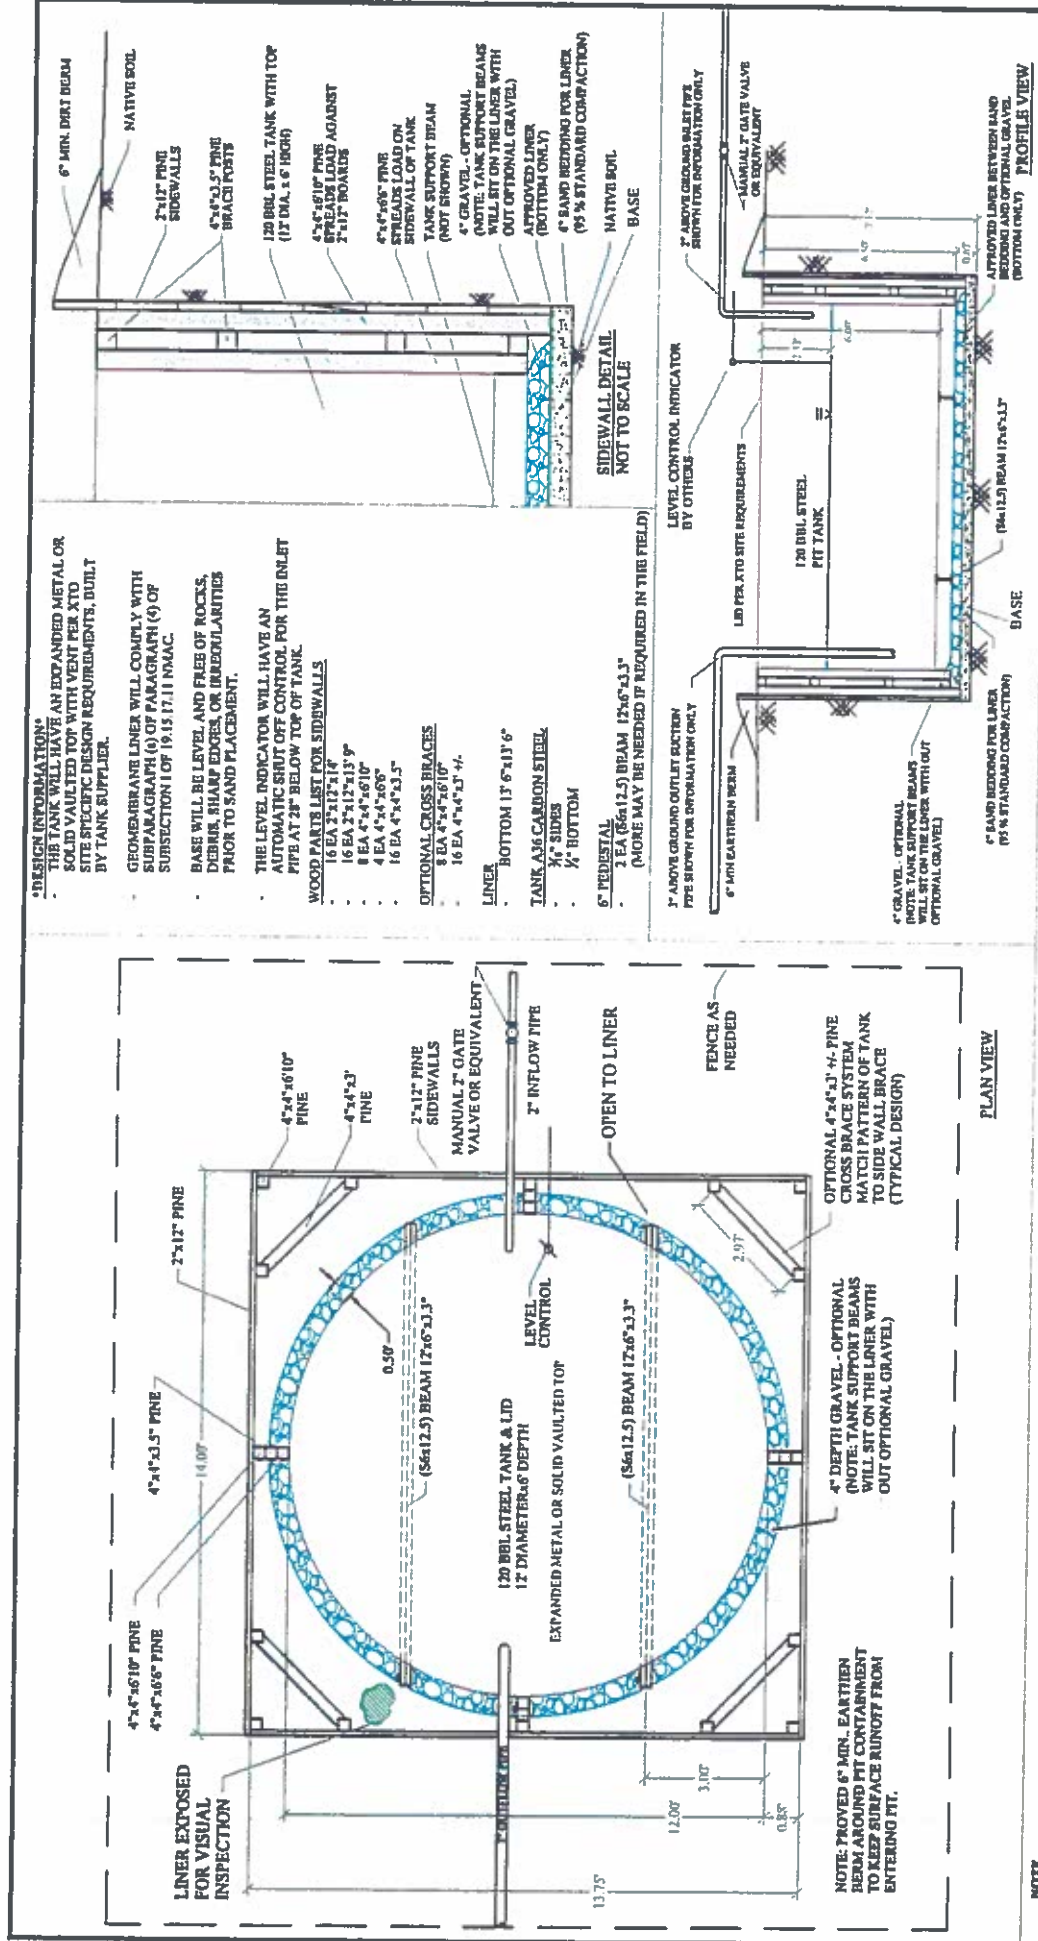 *DESIGN INFORMATION*
- THE TANK WILL HAVE AN EXPANDED METAL OR
SOLID VAULTED TOP WITH VENT PER XTO
SITE SPECIFIC DESIGN REQUIREMENTS, BUILT
BY TANK SUPPLIER.
- GEOMEMBRANE LINER WILL COMPLY WITH
SUBPARAGRAPH (a) OF PARAGRAPH (4) OF
SUBSECTION I OF 19.15.17.11 NMAC.
- BASE WILL BE LEVEL AND FREE OF ROCKS,
DEBRIS, SHARP EDGES, OR IRREGULARITIES
PRIOR TO SAND PLACEMENT.
- THE LEVEL INDICATOR WILL HAVE AN
AUTOMATIC SHUT OFF CONTROL FOR THE INLET
PIPE AT 28" BELOW TOP OF TANK.
WOOD PARTS LIST FOR SIDEWALLS
- 16 EA 2"x12"x14'
- 16 EA 2"x12"x13' 9"
- 8 EA 4"x4"x6'10"
- 4 EA 4"x4"x6'6"
- 16 EA 4"x4"x3.5"
OPTIONAL CROSS BRACES
- 8 EA 4"x4"x6'10"
- 16 EA 4"x4"x3' +/-
LINER
- BOTTOM 13' 6"x13' 6"
TANK A36 CARBON STEEL
- 3/16" SIDES
- 1/4" BOTTOM
6" PEDESTAL
- 2 EA (S6x12.5) BEAM 12'x6"x3.3"
(MORE MAY BE NEEDED IF REQUIRED IN THE FIELD)
6" MIN. DIRT BERM
NATIVE SOIL
2"x12" PINE
SIDEWALLS
4"x4"x3.5" PINE
BRACE POSTS
120 BBL STEEL TANK WITH TOP
(12' DIA. x 6' HIGH)
4"x4"x6'10" PINE
SPREADS LOAD AGAINST
2"x12" BOARDS
4"x4"x6'6" PINE
SPREADS LOAD ON
SIDEWALL OF TANK
TANK SUPPORT BEAM
(NOT SHOWN)
4" GRAVEL - OPTIONAL
(NOTE: TANK SUPPORT BEAMS
WILL SIT ON THE LINER WITH
OUT OPTIONAL GRAVEL)
APPROVED LINER
(BOTTOM ONLY)
6" SAND BEDDING FOR LINER
(95 % STANDARD COMPACTION)
NATIVE SOIL
BASE
SIDEWALL DETAIL
NOT TO SCALE
LINER EXPOSED
FOR VISUAL
INSPECTION
4"x4"x6'10" PINE
4"x4"x6'6" PINE
4"x4"x3.5" PINE
2"x12" PINE
4"x4"x6'10"
PINE
4"x4"x3'
PINE
2"x12" PINE
SIDEWALLS
MANUAL 2" GATE
VALVE OR EQUIVALENT
2" INFLOW PIPE
OPEN TO LINER
FENCE AS
NEEDED
14.00'
0.50'
(S6x12.5) BEAM 12'x6"x3.3"
LEVEL
CONTROL
120 BBL STEEL TANK & LID
12' DIAMETERx6' DEPTH
EXPANDED METAL OR SOLID VAULTED TOP
(S6x12.5) BEAM 12'x6"x3.3"
2.97'
OPTIONAL 4"x4"x3' +/- PINE
CROSS BRACE SYSTEM
MATCH PATTERN OF TANK
TO SIDE WALL BRACE
(TYPICAL DESIGN)
4" DEPTH GRAVEL - OPTIONAL
(NOTE: TANK SUPPORT BEAMS
WILL SIT ON THE LINER WITH
OUT OPTIONAL GRAVEL)
13.75'
12.00'
3.00'
0.88'
NOTE: PROVED 6" MIN. EARTHEN
BERM AROUND PIT CONTAINMENT
TO KEEP SURFACE RUNOFF FROM
ENTERING PIT.
PLAN VIEW
3" ABOVE GROUND OUTLET SUCTION
PIPE SHOWN FOR INFORMATION ONLY
6" MIN EARTHERN BERM
LEVEL CONTROL INDICATOR
BY OTHERS
LID PER XTO SITE REQUIREMENTS
2" ABOVE GROUND INLET PIPE
SHOWN FOR INFORMATION ONLY
MANUAL 2" GATE VALVE
OR EQUIVALENT
120 BBL STEEL
PIT TANK
6.00'
4" GRAVEL - OPTIONAL
(NOTE: TANK SUPPORT BEAMS
WILL SIT ON THE LINER WITH OUT
OPTIONAL GRAVEL)
6" SAND BEDDING FOR LINER
(95 % STANDARD COMPACTION)
BASE
(S6x12.5) BEAM 12'x6"x3.3"
APPROVED LINER BETWEEN SAND
BEDDING AND OPTIONAL GRAVEL
(BOTTOM ONLY)
PROFILE VIEW
NOTE